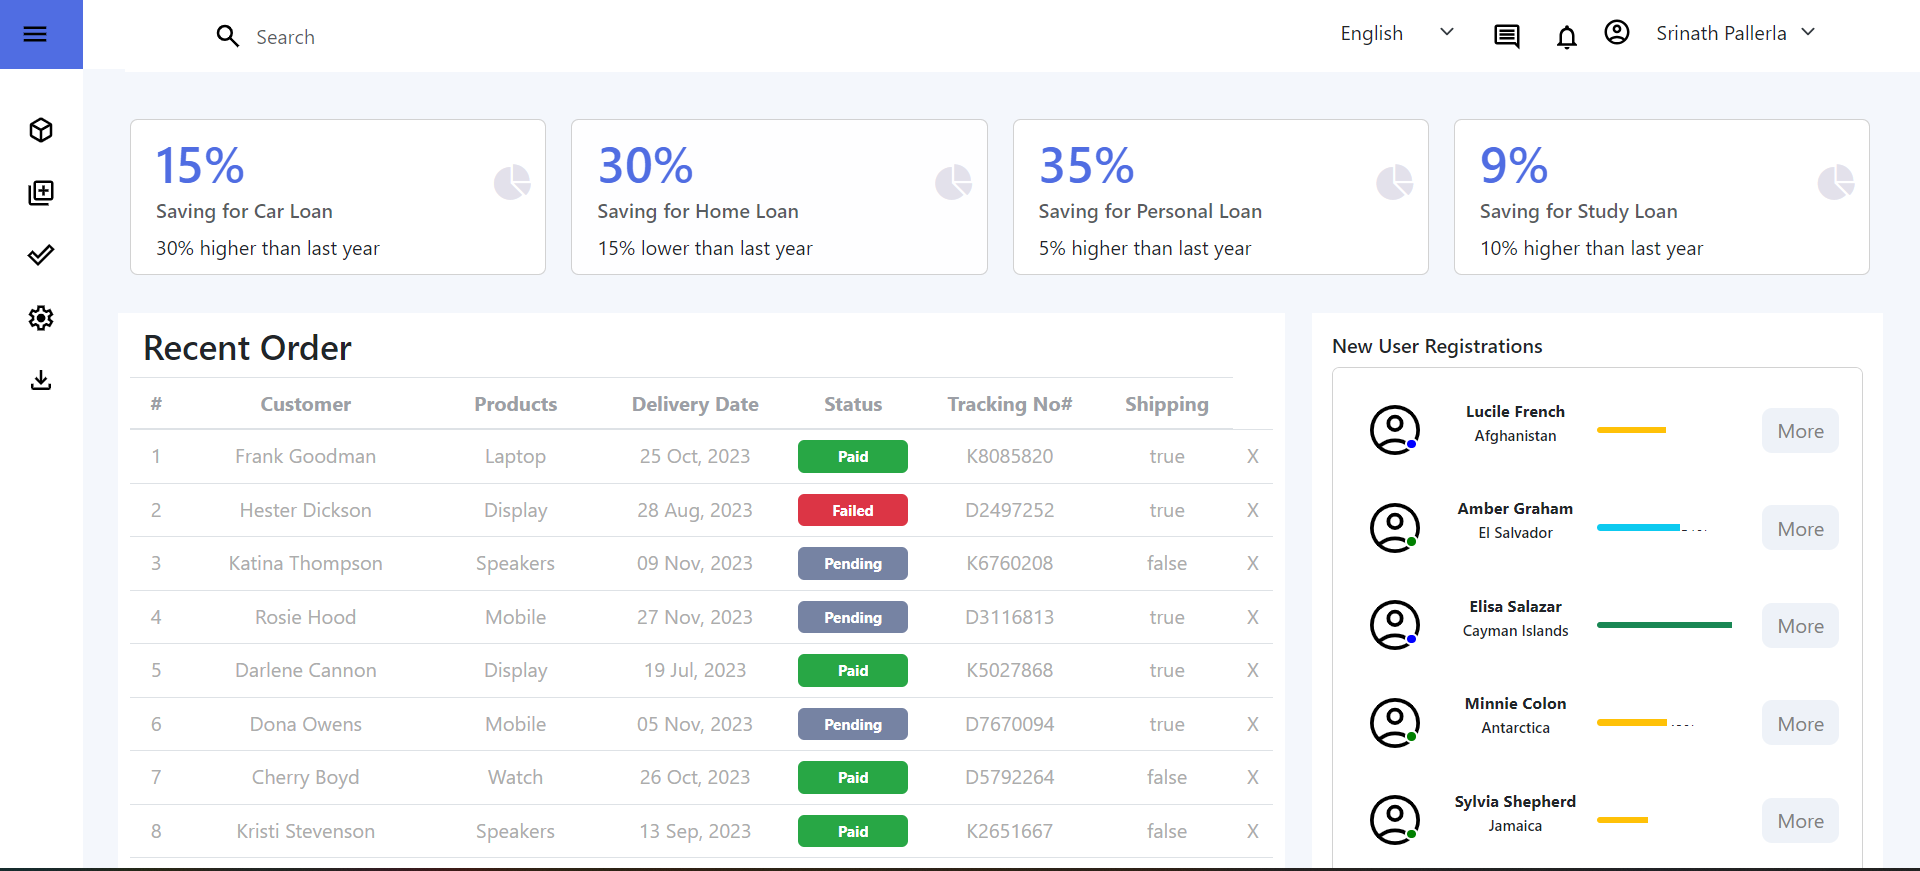 Search
English
Srinath Pallerla
15%
Saving for Car Loan
30% higher than last year
30%
Saving for Home Loan
15% lower than last year
35%
Saving for Personal Loan
5% higher than last year
9%
Saving for Study Loan
10% higher than last year
Recent Order
# Customer Products Delivery Date Status Tracking No# Shipping
1 Frank Goodman Laptop 25 Oct, 2023 Paid K8085820 true X
2 Hester Dickson Display 28 Aug, 2023 Failed D2497252 true X
3 Katina Thompson Speakers 09 Nov, 2023 Pending K6760208 false X
4 Rosie Hood Mobile 27 Nov, 2023 Pending D3116813 true X
5 Darlene Cannon Display 19 Jul, 2023 Paid K5027868 true X
6 Dona Owens Mobile 05 Nov, 2023 Pending D7670094 true X
7 Cherry Boyd Watch 26 Oct, 2023 Paid D5792264 false X
8 Kristi Stevenson Speakers 13 Sep, 2023 Paid K2651667 false X
New User Registrations
Lucile French
Afghanistan
More
Amber Graham
El Salvador
More
Elisa Salazar
Cayman Islands
More
Minnie Colon
Antarctica
More
Sylvia Shepherd
Jamaica
More